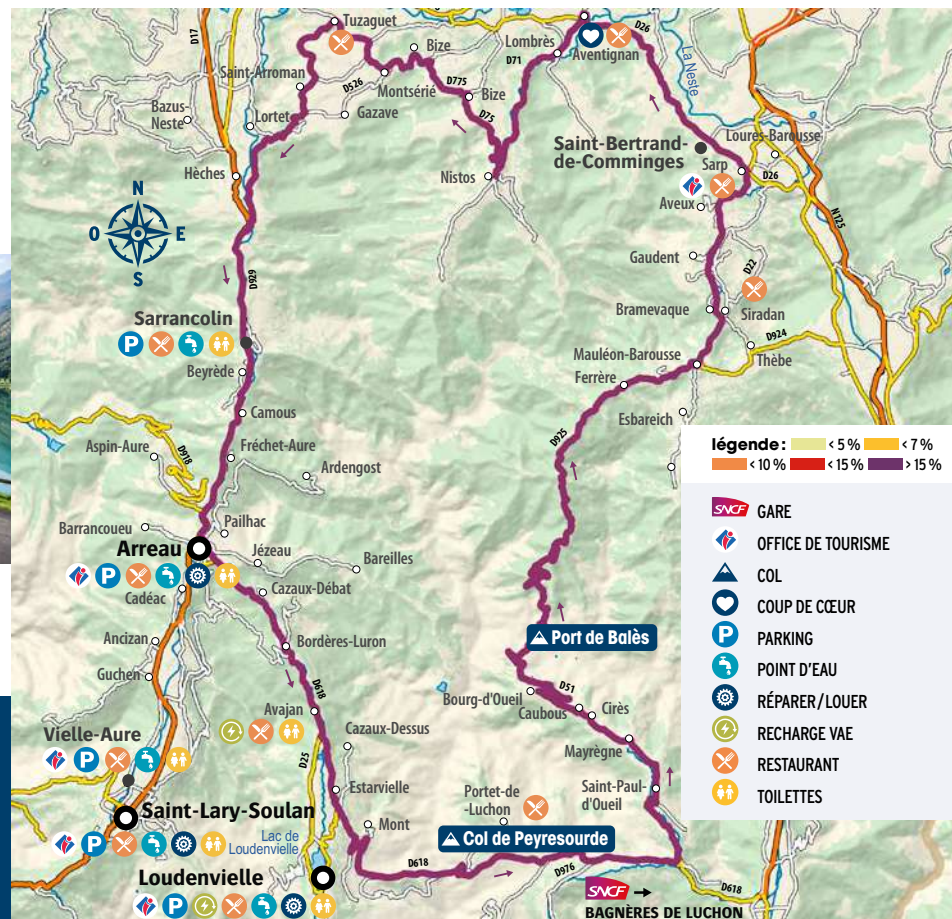 Tuzaguet
Bize
Lombrès
D26
Aventignan
D17
D71
La Neste
Saint-Arroman
D526
Montsérié
D775
Bize
Bazus-
Neste
Gazave
D75
Lortet
Saint-Bertrand-
de-Comminges
Loures-Barousse
Sarp
D26
Hèches
Nistos
Aveux
N
O E
S
N125
Gaudent
D22
D929
Bramevaque
Siradan
Sarrancolin
D924
Mauléon-Barousse
Thèbe
Beyrède
Ferrère
Esbareich
Camous
D925
Aspin-Aure
D918
Fréchet-Aure
Ardengost
Barrancoueu
Pailhac
Arreau
Jézeau
Bareilles
Cadéac
Cazaux-Débat
Ancizan
Bordères-Luron
Port de Balès
Guchen
D618
Bourg-d'Oueil
D51
Caubous
Cirès
Avajan
Cazaux-Dessus
Vielle-Aure
D25
Mayrègne
Estarvielle
Saint-Paul-
d'Oueil
Saint-Lary-Soulan
Portet-de
-Luchon
Lac de
Loudenvielle
Mont
Col de Peyresourde
Loudenvielle
D618
D976
D618
SNCF
BAGNÈRES DE LUCHON
légende : < 5 % < 7 %
< 10 % < 15 % > 15 %
SNCF GARE
OFFICE DE TOURISME
COL
COUP DE CŒUR
P PARKING
POINT D'EAU
RÉPARER/LOUER
RECHARGE VAE
RESTAURANT
TOILETTES